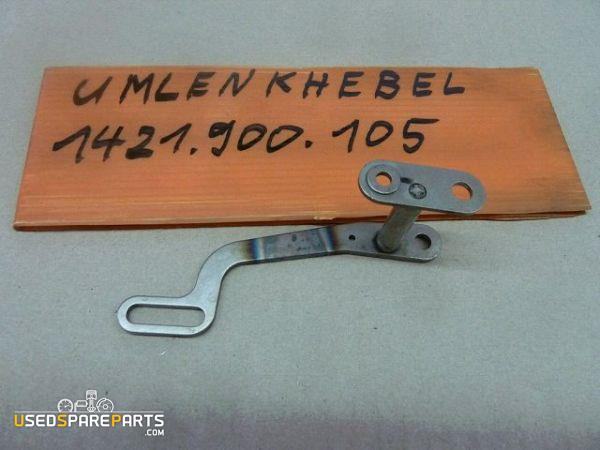 UMLENKHEBEL
1421.900.105
USEDSPAREPARTS
.COM